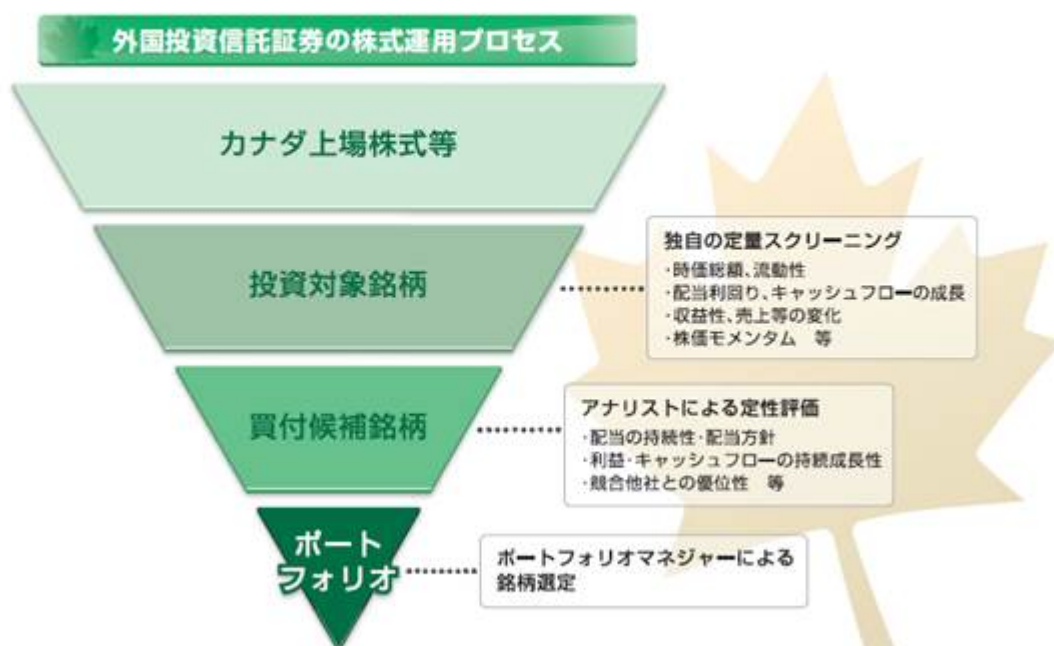 外国投資信託証券の株式運用プロセス
カナダ上場株式等
投資対象銘柄
独自の定量スクリーニング
・時価総額、流動性
・配当利回り、キャッシュフローの成長
・収益性、売上等の変化
・株価モメンタム　等
買付候補銘柄
アナリストによる定性評価
・配当の持続性・配当方針
・利益・キャッシュフローの持続成長性
・競合他社との優位性　等
ポート
フォリオ
ポートフォリオマネジャーによる
銘柄選定